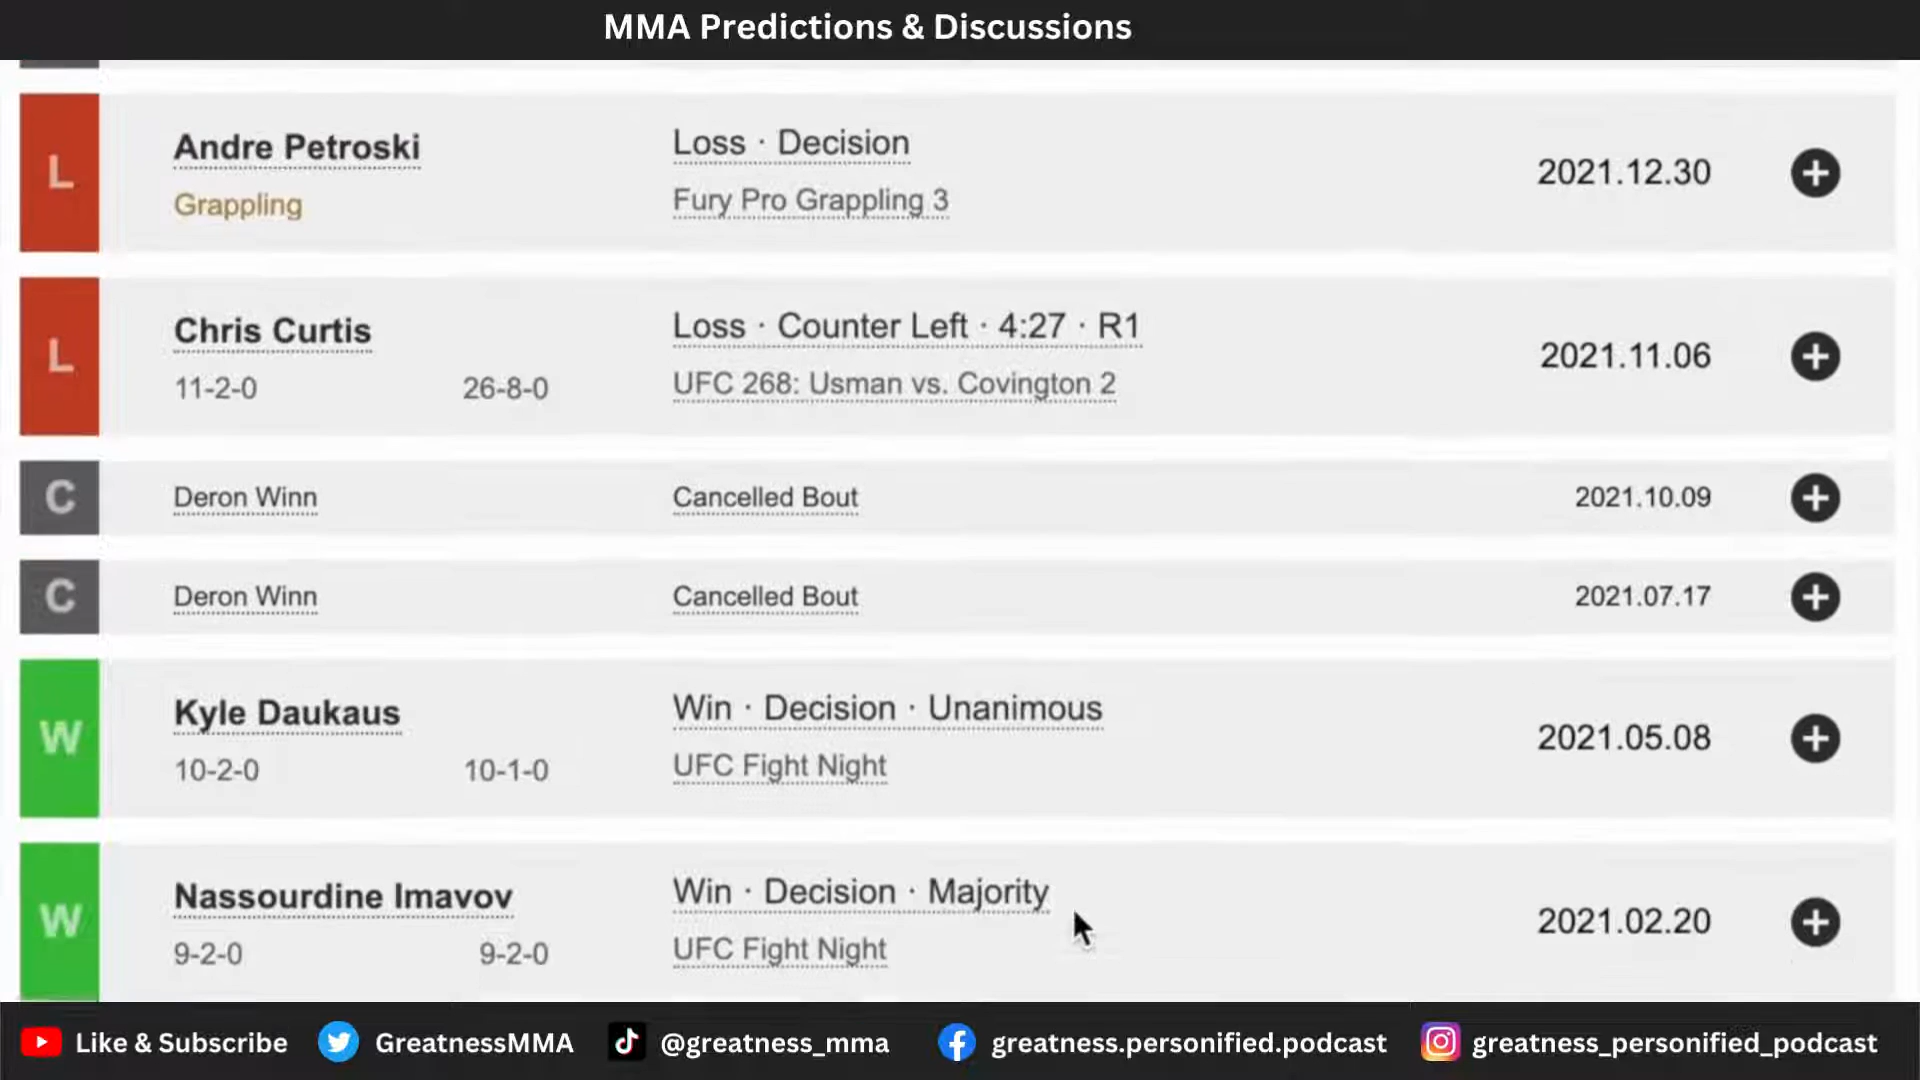 MMA Predictions & Discussions
L
Andre Petroski
Loss · Decision
Grappling
Fury Pro Grappling 3
2021.12.30
L
Chris Curtis
Loss · Counter Left · 4:27 · R1
11-2-0 26-8-0
UFC 268: Usman vs. Covington 2
2021.11.06
C Deron Winn Cancelled Bout 2021.10.09
C Deron Winn Cancelled Bout 2021.07.17
W
Kyle Daukaus
Win · Decision · Unanimous
10-2-0 10-1-0
UFC Fight Night
2021.05.08
W
Nassourdine Imavov
Win · Decision · Majority
9-2-0 9-2-0
UFC Fight Night
2021.02.20
Like & Subscribe GreatnessMMA @greatness_mma greatness.personified.podcast greatness_personified_podcast